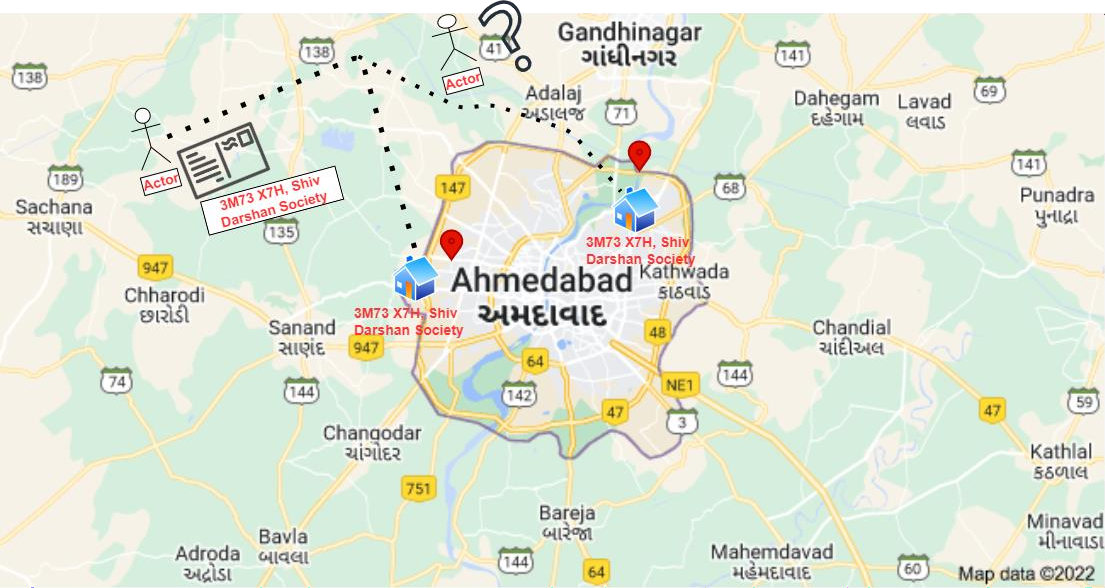 ?
41
Gandhinagar
ગાંધીનગર
138
141
138
Actor
Adalaj
અડાલજ
71
Dahegam
દહેગામ
Lavad
લવાડ
69
Actor
3M73 X7H, Shiv
Darshan Society
189
147
68
141
Punadra
પુનાદ્રા
Sachana
સચાણા
135
3M73 X7H, Shiv
Darshan Society
947
Chharodi
છારોડી
Ahmedabad
અમદાવાદ
Kathwada
કાઠવાડ
3M73 X7H, Shiv
Darshan Society
Sanand
સાણંદ
947
48
Chandial
ચાંદીઅલ
64
74
144
142
NE1
144
47
3
47
59
Changodar
ચાંગોદર
Kathlal
કઠળાલ
751
Bareja
બારેજા
Minavad
મીનાવાડા
Bavla
બાવલા
Adroda
અદ્રોડા
144
64
Mahemdavad
મહેમદાવાદ
60
Map data ©2022